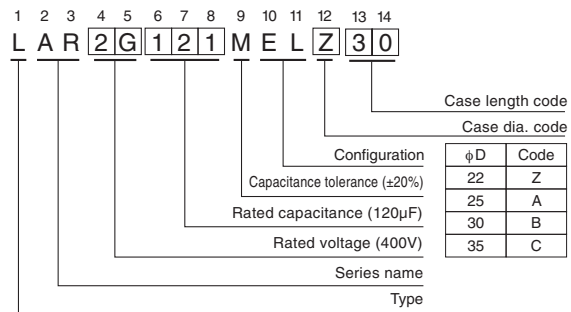 1 2 3 4 5 6 7 8 9 10 11 12 13 14
L A R 2 G 1 2 1 M E L Z 3 0
Case length code
Case dia. code
Configuration
Capacitance tolerance (±20%)
Rated capacitance (120µF)
Rated voltage (400V)
Series name
Type
ϕD Code
22 Z
25 A
30 B
35 C